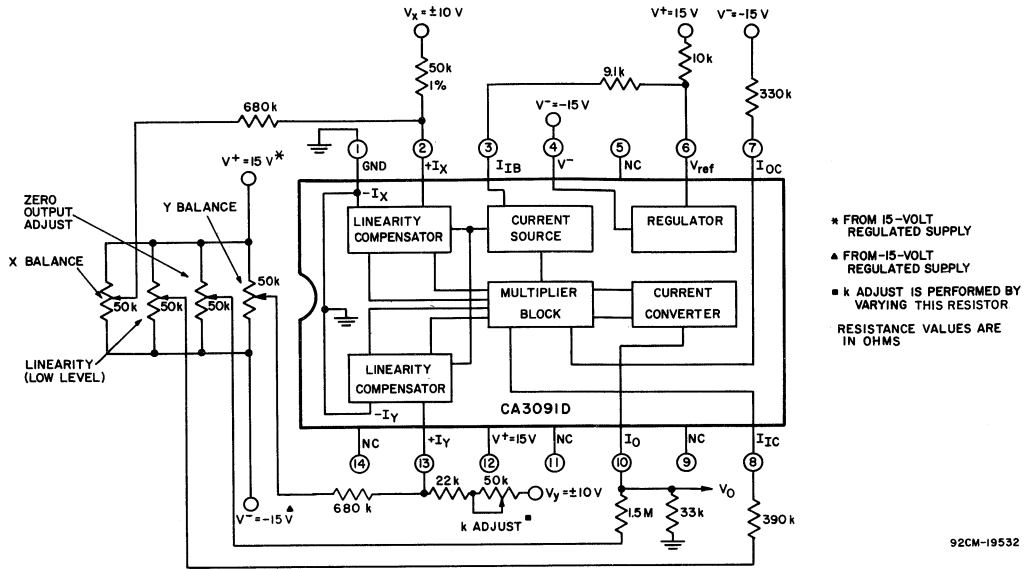 Vx = ±10 V
V+=15 V
V-=-15 V
50k
1%
10k
9.1k
330k
680k
V-=-15V
1
2
3
4
5
6
7
GND
+Ix
IIB
V-
NC
Vref
IOC
V+=15 V*
ZERO
OUTPUT
ADJUST
Y BALANCE
X BALANCE
50k
50k
50k
50k
LINEARITY
(LOW LEVEL)
-Ix
LINEARITY
COMPENSATOR
CURRENT
SOURCE
REGULATOR
MULTIPLIER
BLOCK
CURRENT
CONVERTER
LINEARITY
COMPENSATOR
-IY
CA3091D
* FROM 15-VOLT
REGULATED SUPPLY
▲ FROM-15-VOLT
REGULATED SUPPLY
■ k ADJUST IS PERFORMED BY
VARYING THIS RESISTOR
RESISTANCE VALUES ARE
IN OHMS
NC
+IY
V+=15V
NC
IO
NC
IIC
14
13
12
11
10
9
8
V-=-15V▲
680 k
22k
50k
Vy=±10V
k ADJUST■
VO
1.5M
33k
390k
92CM-19532